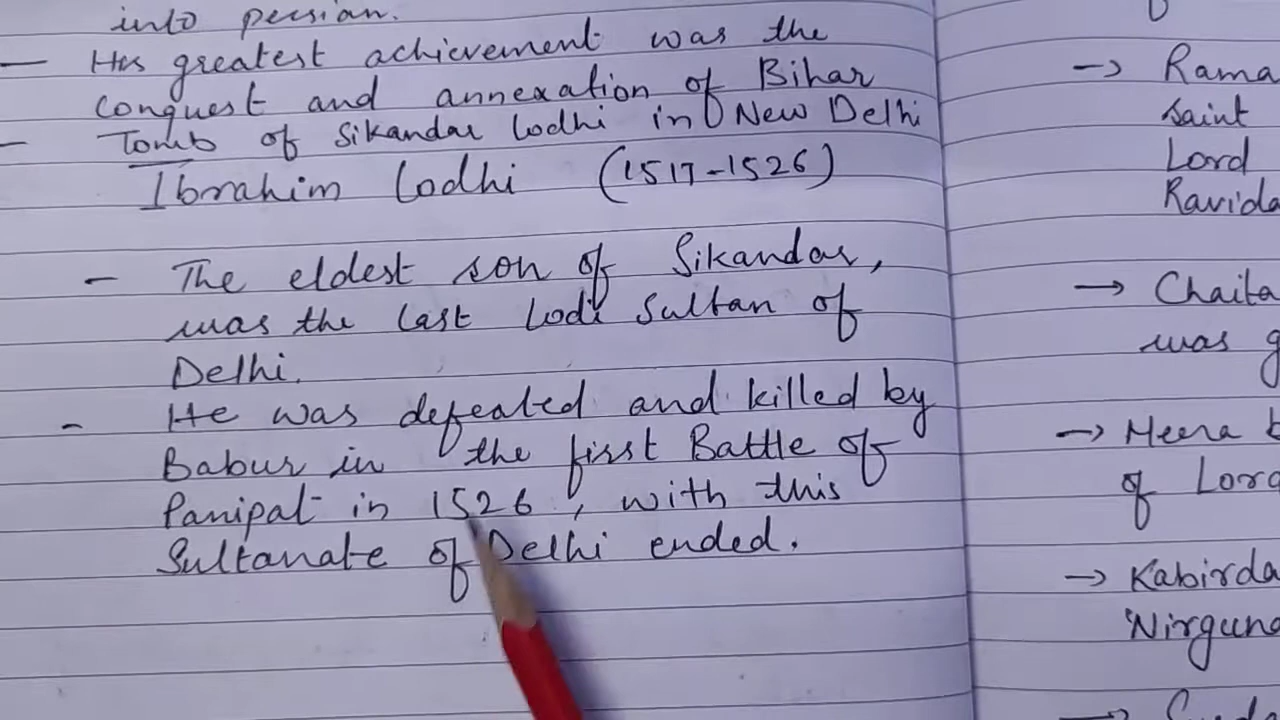 into persian.
— His greatest achievement was the
conquest and annexation of Bihar
- Tomb of Sikandar lodhi in New Delhi
Ibrahim Lodhi (1517-1526)
- The eldest son of Sikandar,
was the last Lodi Sultan of
Delhi.
- He was defeated and killed by
Babur in the first Battle of
Panipat in 1526, with this
Sultanate of Delhi ended.
→ Rama
saint
Lord
Ravida
→ Chaita
was g
→ Meera b
of Lord
→ Kabirda
'Nirguna